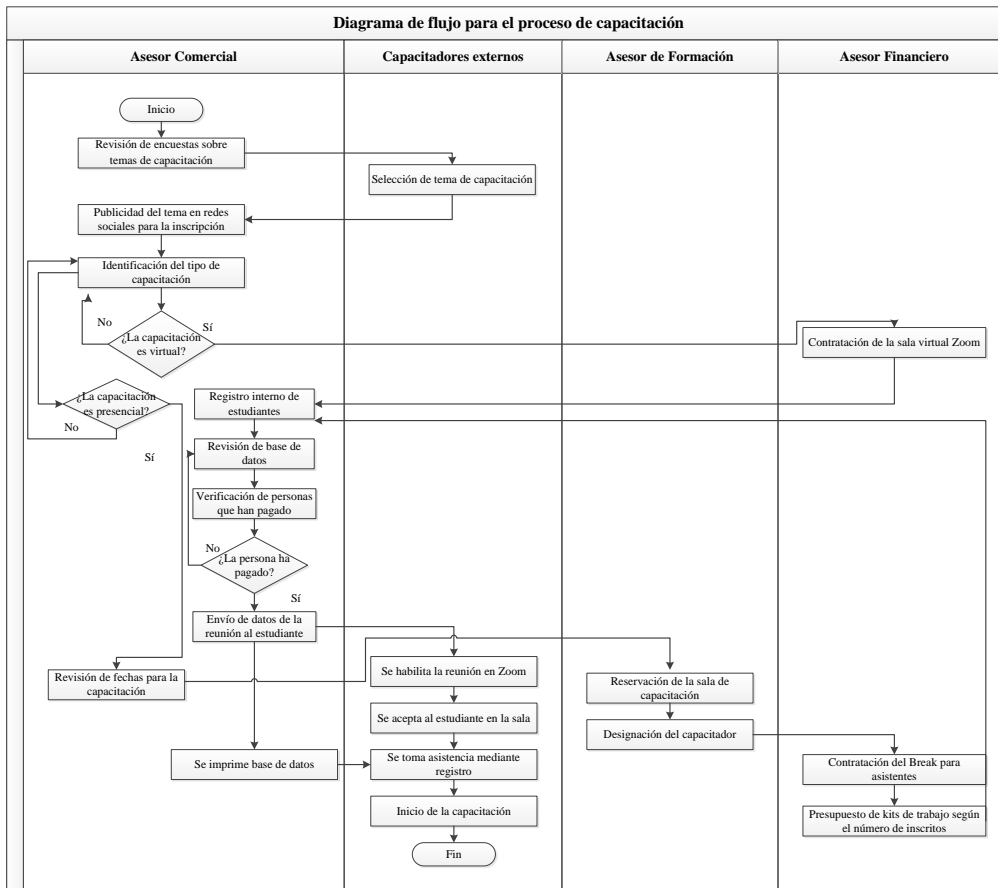 Diagrama de flujo para el proceso de capacitación
Asesor Comercial
Capacitadores externos
Asesor de Formación
Asesor Financiero
Inicio
Revisión de encuestas sobre
temas de capacitación
Selección de tema de capacitación
Publicidad del tema en redes
sociales para la inscripción
Identificación del tipo de
capacitación
No
Sí
¿La capacitación
es virtual?
Contratación de la sala virtual Zoom
¿La capacitación
es presencial?
No
Sí
Registro interno de
estudiantes
Revisión de base de
datos
Verificación de personas
que han pagado
No
¿La persona ha
pagado?
Sí
Envío de datos de la
reunión al estudiante
Revisión de fechas para la
capacitación
Se habilita la reunión en Zoom
Reservación de la sala de
capacitación
Se acepta al estudiante en la sala
Designación del capacitador
Se imprime base de datos
Se toma asistencia mediante
registro
Contratación del Break para
asistentes
Inicio de la capacitación
Presupuesto de kits de trabajo según
el número de inscritos
Fin